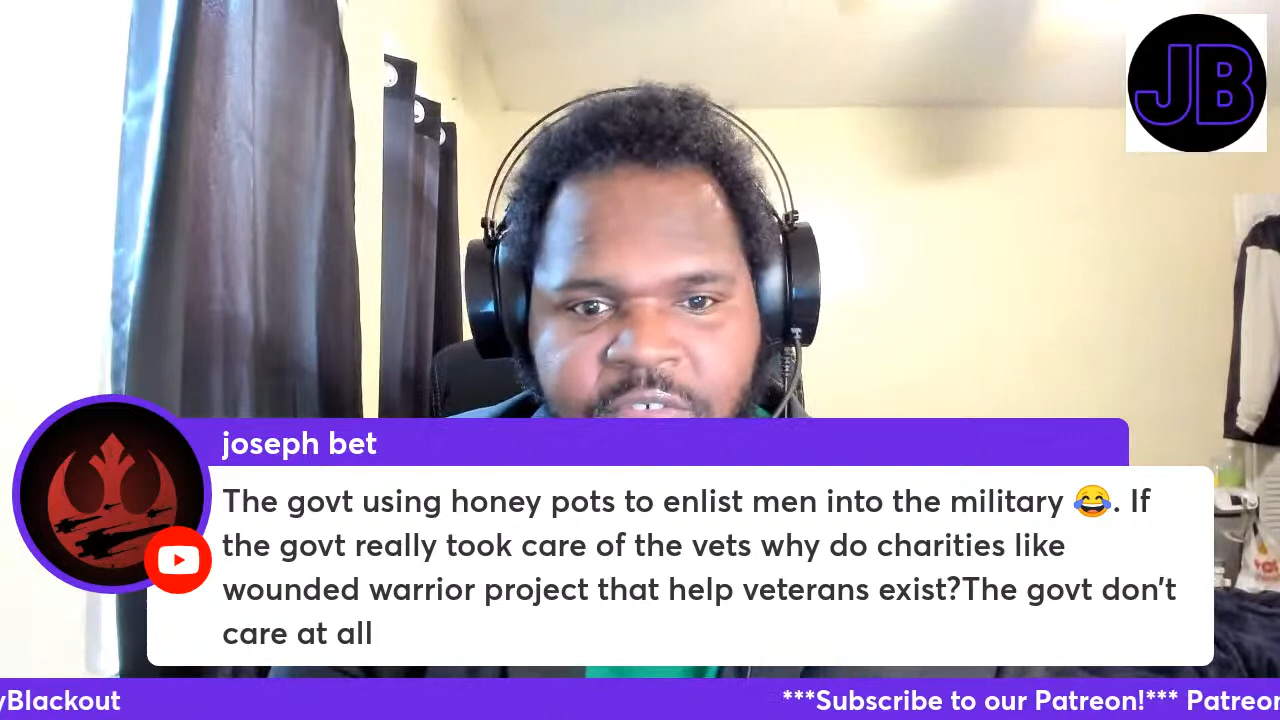 JB
joseph bet
The govt using honey pots to enlist men into the military 😂. If
the govt really took care of the vets why do charities like
wounded warrior project that help veterans exist?The govt don't
care at all
yBlackout
***Subscribe to our Patreon!*** Patreon